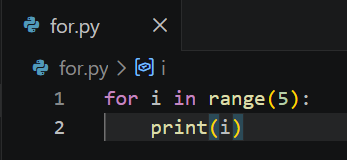 for.py
for.py > i
1 for i in range(5):
2     print(i)